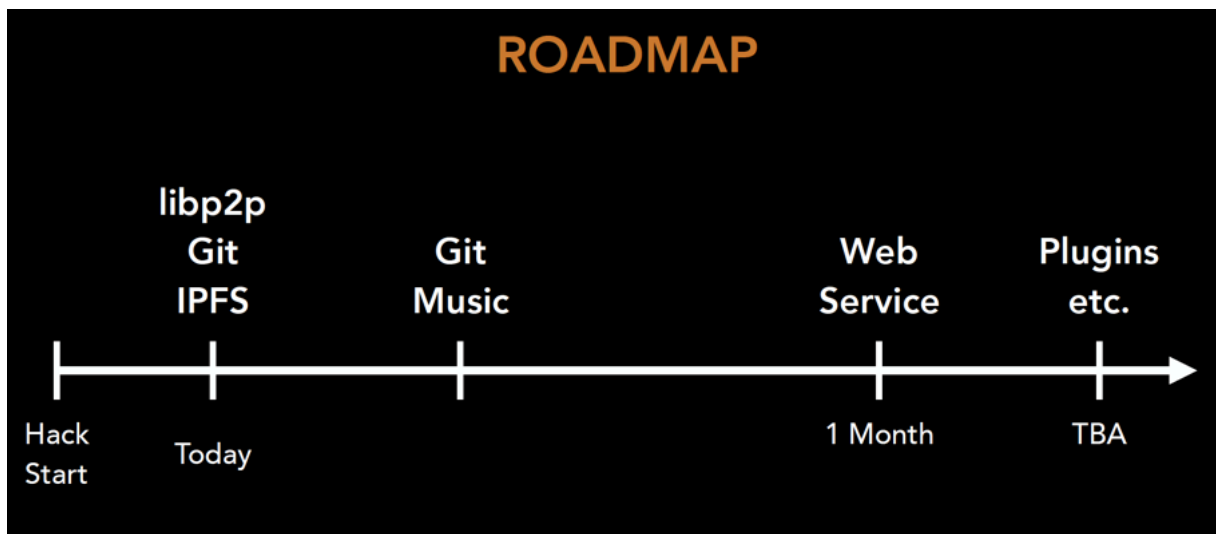 ROADMAP
libp2p
Git
IPFS
Git
Music
Web
Service
Plugins
etc.
Hack
Start
Today
1 Month
TBA